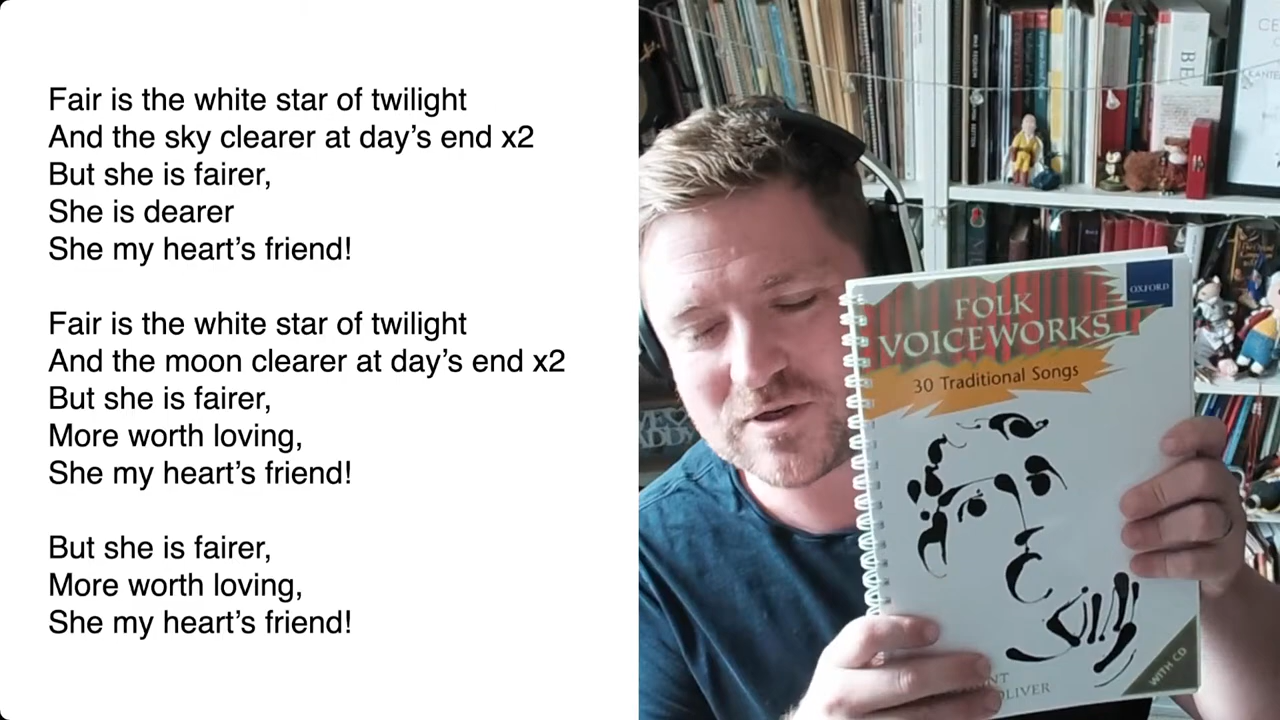 Fair is the white star of twilight
And the sky clearer at day’s end x2
But she is fairer,
She is dearer
She my heart’s friend!
Fair is the white star of twilight
And the moon clearer at day’s end x2
But she is fairer,
More worth loving,
She my heart’s friend!
But she is fairer,
More worth loving,
She my heart’s friend!
OXFORD
FOLK
VOICEWORKS
30 Traditional Songs
OLIVER
WITH CD